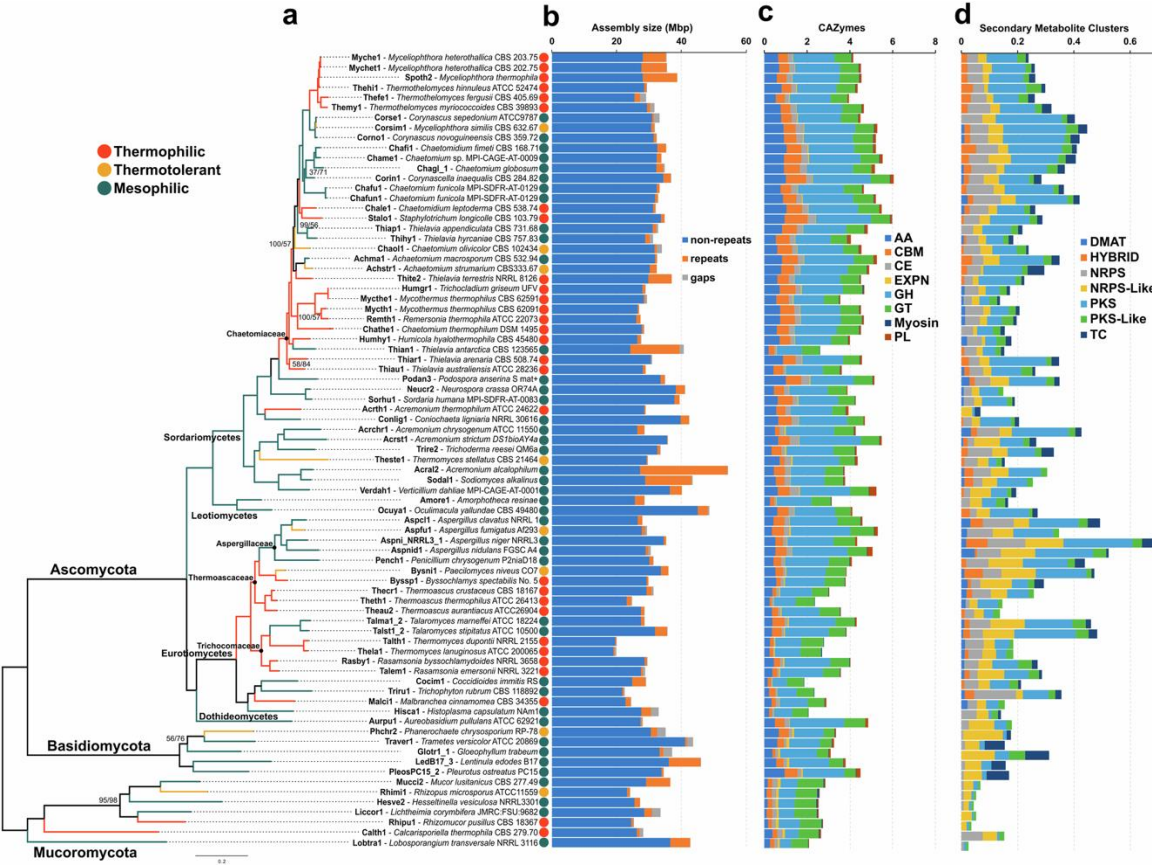 a
b
c
d
Assembly size (Mbp)
CAZymes
Secondary Metabolite Clusters
0 20 40 60
0 2 4 6 8
0 0.2 0.4 0.6
Thermophilic
Thermotolerant
Mesophilic
Myche1 - Myceliophthora heterothallica CBS 203.75
Mychet1 - Myceliophthora heterothallica CBS 202.75
Spoth2 - Myceliophthora thermophila
Thehi1 - Thermothelomyces hinnuleus ATCC 52474
Thefe1 - Thermothelomyces fergusii CBS 405.69
Themy1 - Thermothelomyces myriococcoides CBS 39893
Corse1 - Corynascus sepedonium ATCC9787
Corsim1 - Myceliophthora similis CBS 632.67
Corno1 - Corynascus novoguineensis CBS 359.72
Chafi1 - Chaetomidium fimeti CBS 168.71
Chame1 - Chaetomium sp. MPI-CAGE-AT-0009
Chagl_1 - Chaetomium globosum
Corin1 - Corynascella inaequalis CBS 284.82
Chafu1 - Chaetomium funicola MPI-SDFR-AT-0129
Chafun1 - Chaetomium funicola MPI-SDFR-AT-0129
Chale1 - Chaetomidium leptoderma CBS 538.74
Stalo1 - Staphylotrichum longicolle CBS 103.79
Thiap1 - Thielavia appendiculata CBS 731.68
Thihy1 - Thielavia hyrcaniae CBS 757.83
Chaol1 - Chaetomium olivicolor CBS 102434
Achma1 - Achaetomium macrosporum CBS 532.94
Achstr1 - Achaetomium strumarium CBS333.67
Thite2 - Thielavia terrestris NRRL 8126
Humgr1 - Trichocladium griseum UFV
Mycthe1 - Mycothermus thermophilus CBS 62591
Mycth1 - Mycothermus thermophilus CBS 62091
Remth1 - Remersonia thermophila ATCC 22073
Chathe1 - Chaetomium thermophilum DSM 1495
Humhy1 - Humicola hyalothermophila CBS 45480
Thian1 - Thielavia antarctica CBS 123565
Thiar1 - Thielavia arenaria CBS 508.74
Thiau1 - Thielavia australiensis ATCC 28236
Podan3 - Podospora anserina S mat+
Neucr2 - Neurospora crassa OR74A
Sorhu1 - Sordaria humana MPI-SDFR-AT-0083
Acrth1 - Acremonium thermophilum ATCC 24622
Conlig1 - Coniochaeta ligniaria NRRL 30616
Acrchr1 - Acremonium chrysogenum ATCC 11550
Acrst1 - Acremonium strictum DS1bioAY4a
Trire2 - Trichoderma reesei QM6a
Theste1 - Thermomyces stellatus CBS 21464
Acral2 - Acremonium alcalophilum
Sodal1 - Sodiomyces alkalinus
Verdah1 - Verticillium dahliae MPI-CAGE-AT-0001
Amore1 - Amorphotheca resinae
Ocuya1 - Oculimacula yallundae CBS 49480
Aspcl1 - Aspergillus clavatus NRRL 1
Aspfu1 - Aspergillus fumigatus Af293
Aspni_NRRL3_1 - Aspergillus niger NRRL3
Aspnid1 - Aspergillus nidulans FGSC A4
Pench1 - Penicillium chrysogenum P2niaD18
Bysni1 - Paecilomyces niveus CO7
Byssp1 - Byssochlamys spectabilis No. 5
Thecr1 - Thermoascus crustaceus CBS 18167
Theth1 - Thermoascus thermophilus ATCC 26413
Theau2 - Thermoascus aurantiacus ATCC26904
Talma1_2 - Talaromyces marneffei ATCC 18224
Talst1_2 - Talaromyces stipitatus ATCC 10500
Talth1 - Thermomyces dupontii NRRL 2155
Thela1 - Thermomyces lanuginosus ATCC 200065
Rasby1 - Rasamsonia byssochlamydoides NRRL 3658
Talem1 - Rasamsonia emersonii NRRL 3221
Cocim1 - Coccidioides immitis RS
Triru1 - Trichophyton rubrum CBS 118892
Malci1 - Malbranchea cinnamomea CBS 34355
Hisca1 - Histoplasma capsulatum NAm1
Aurpu1 - Aureobasidium pullulans ATCC 62921
Phchr2 - Phanerochaete chrysosporium RP-78
Traver1 - Trametes versicolor ATCC 20869
Glotr1_1 - Gloeophyllum trabeum
LedB17_3 - Lentinula edodes B17
PleosPC15_2 - Pleurotus ostreatus PC15
Mucci2 - Mucor lusitanicus CBS 277.49
Rhimi1 - Rhizopus microsporus ATCC11559
Hesve2 - Hesseltinella vesiculosa NRRL3301
Liccor1 - Lichtheimia corymbifera JMRC:FSU:9682
Rhipu1 - Rhizomucor pusillus CBS 18367
Calth1 - Calcarisporiella thermophila CBS 279.70
Lobtra1 - Lobosporangium transversale NRRL 3116
37/71
99/56
100/57
100/57
Chaetomiaceae
58/84
Sordariomycetes
Leotiomycetes
Aspergillaceae
Ascomycota
Thermoascaceae
Trichocomaceae
Eurotiomycetes
Dothideomycetes
Basidiomycota
56/76
95/98
Mucoromycota
0.2
non-repeats
repeats
gaps
AA
CBM
CE
EXPN
GH
GT
Myosin
PL
DMAT
HYBRID
NRPS
NRPS-Like
PKS
PKS-Like
TC